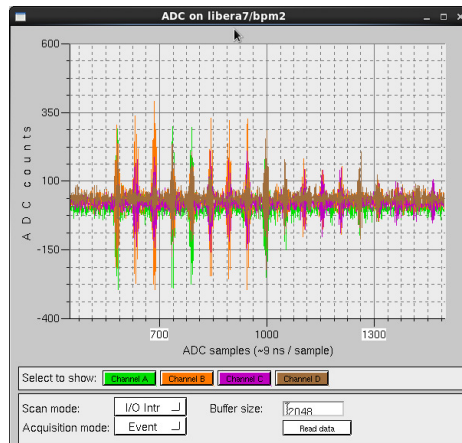 ADC on libera7/bpm2
600
350
100
-150
-400
ADC counts
700 1000 1300
ADC samples (~9 ns / sample)
Select to show: Channel A Channel B Channel C Channel D
Scan mode: I/O Intr Buffer size: 2048
Acquisition mode: Event Read data